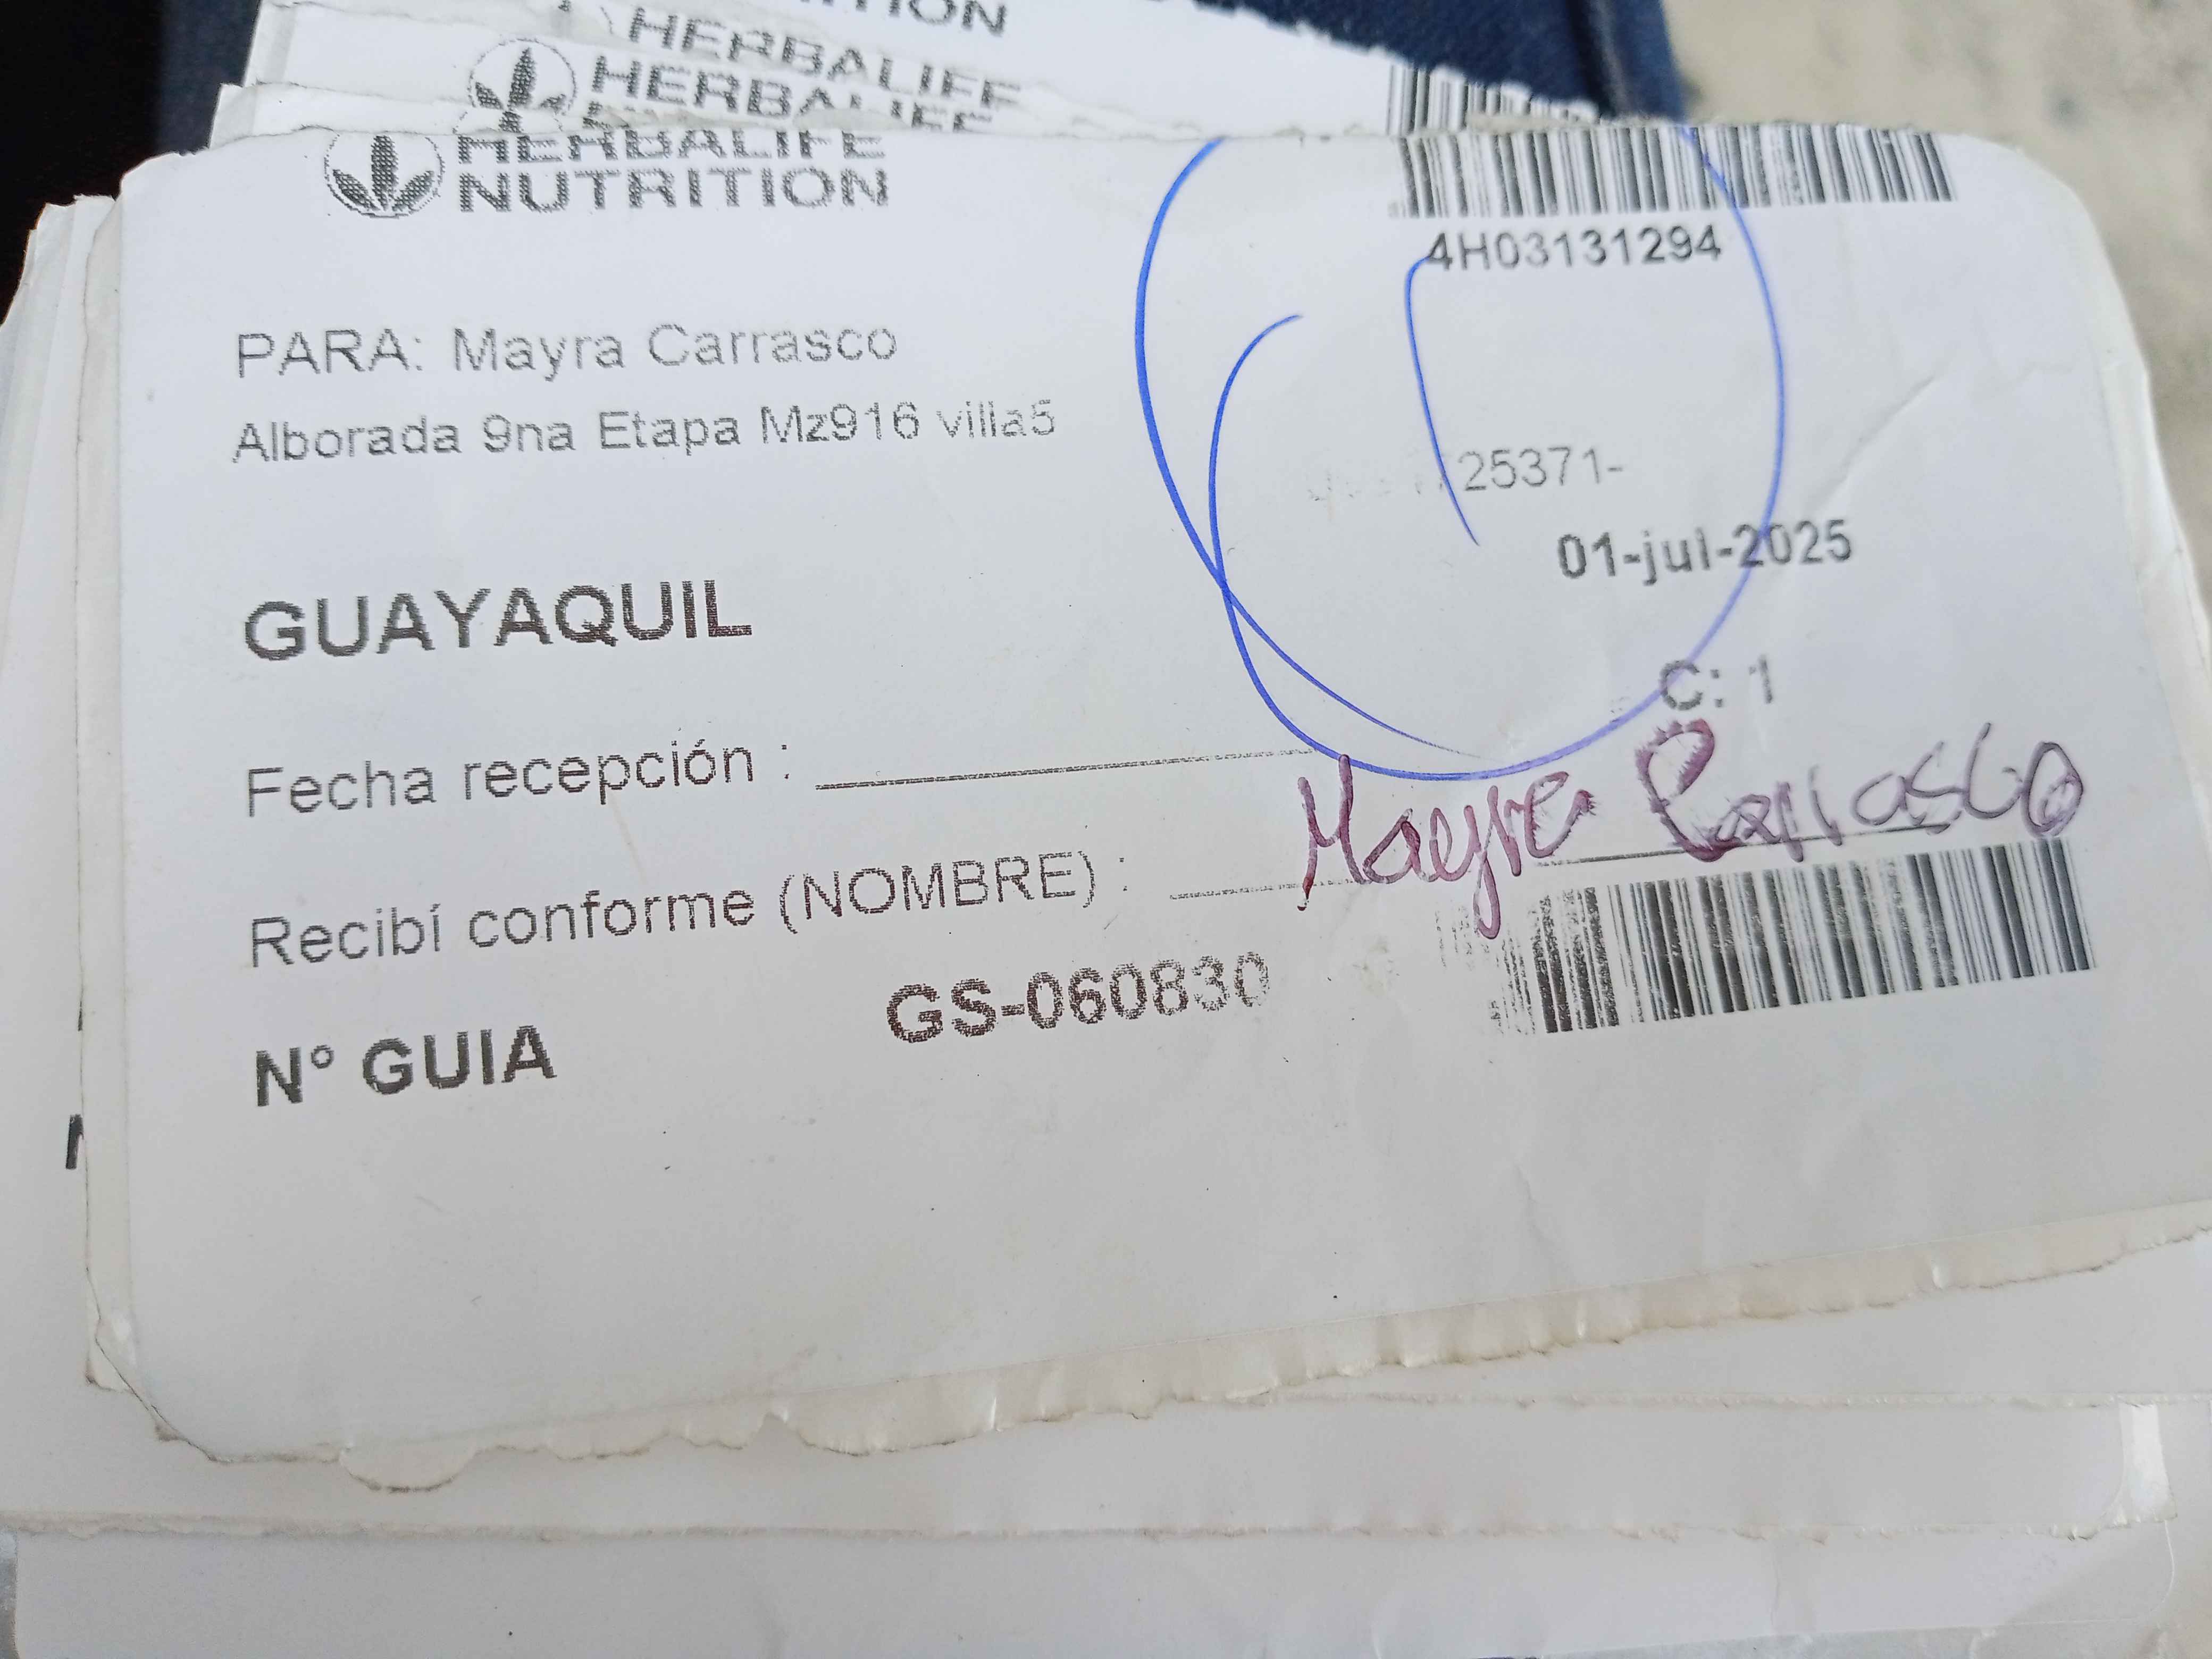 HERBALIFE
HERBALIFE
HERBALIFE
NUTRITION
4H03131294
PARA: Mayra Carrasco
Alborada 9na Etapa Mz916 villa5
25371-
01-jul-2025
GUAYAQUIL
C: 1
Fecha recepción :
Recibí conforme (NOMBRE) : Mayra Carrasco
N° GUIA GS-060830